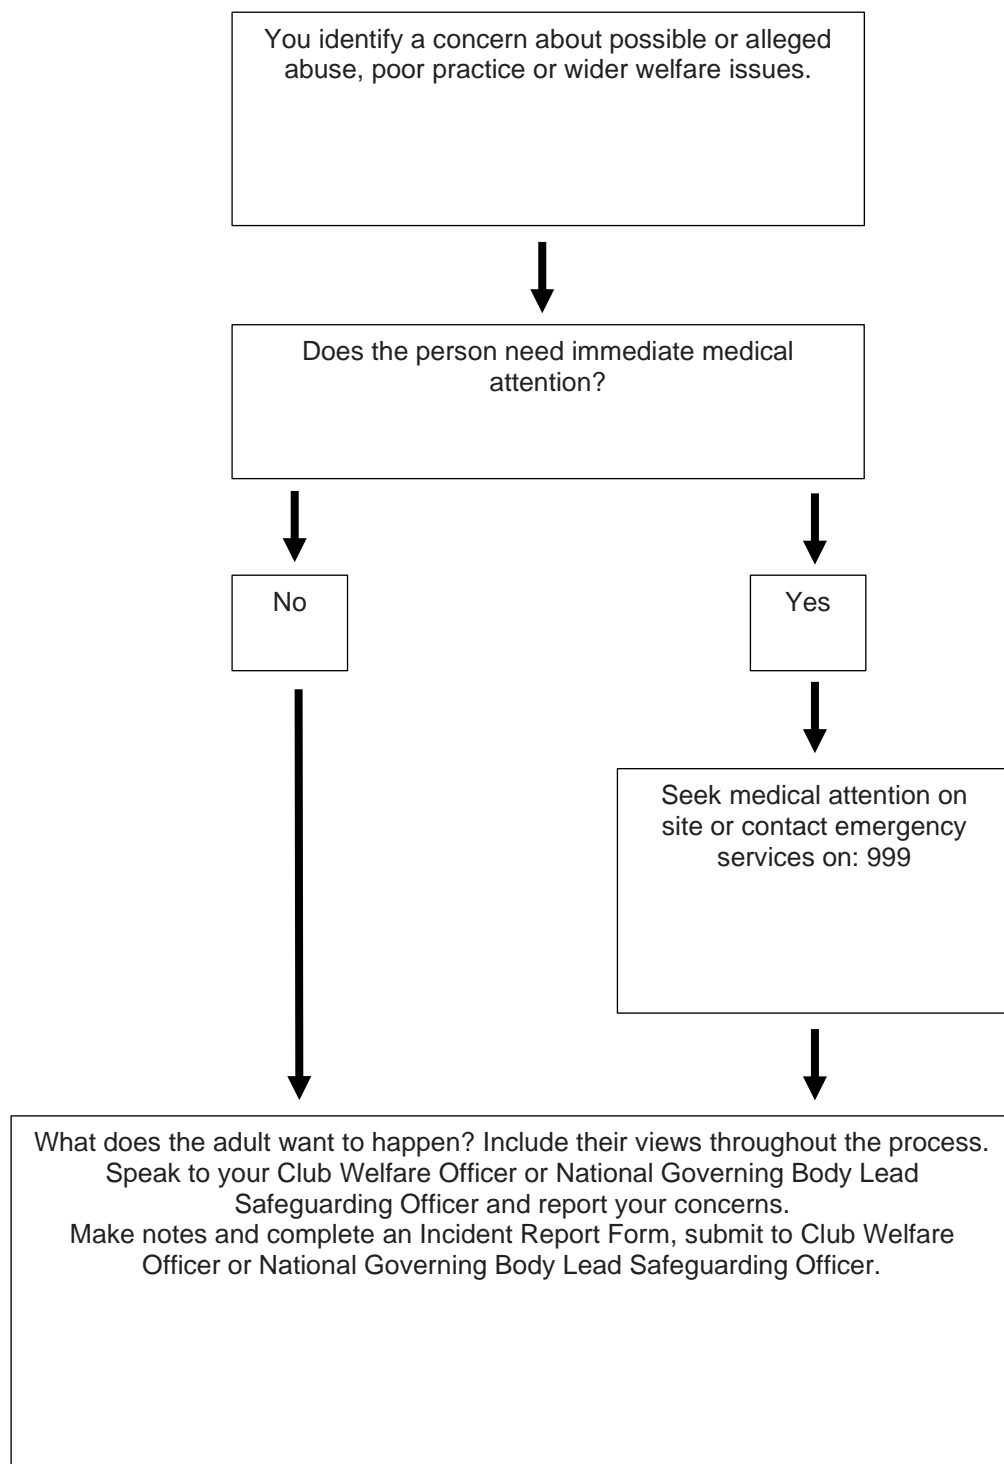 You identify a concern about possible or alleged
abuse, poor practice or wider welfare issues.
Does the person need immediate medical
attention?
No
Yes
Seek medical attention on
site or contact emergency
services on: 999
What does the adult want to happen? Include their views throughout the process.
Speak to your Club Welfare Officer or National Governing Body Lead
Safeguarding Officer and report your concerns.
Make notes and complete an Incident Report Form, submit to Club Welfare
Officer or National Governing Body Lead Safeguarding Officer.